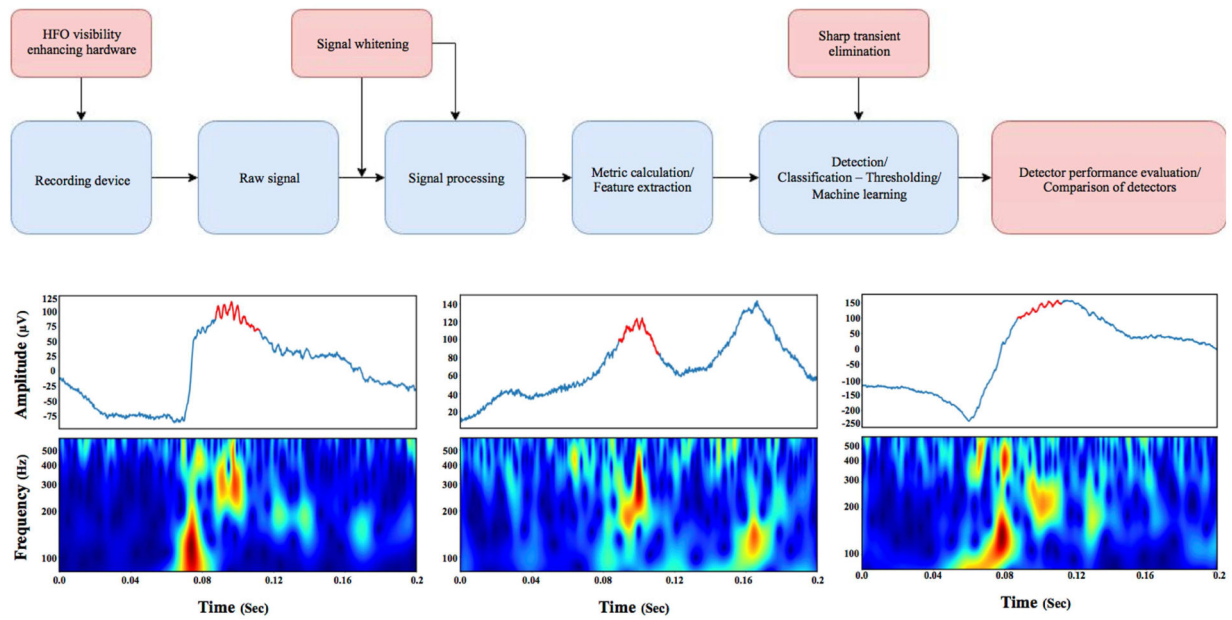 HFO visibility
enhancing hardware
Signal whitening
Sharp transient
elimination
Recording device
Raw signal
Signal processing
Metric calculation/
Feature extraction
Detection/
Classification – Thresholding/
Machine learning
Detector performance evaluation/
Comparison of detectors
Amplitude (µV)
125
100
75
50
25
0
-25
-50
-75
140
120
100
80
60
40
20
150
100
50
0
-50
-100
-150
-200
-250
Frequency (Hz)
500
400
300
200
100
500
400
300
200
100
500
400
300
200
100
0.0 0.04 0.08 0.12 0.16 0.2
0.0 0.04 0.08 0.12 0.16 0.2
0.0 0.04 0.08 0.12 0.16 0.2
Time (Sec)
Time (Sec)
Time (Sec)